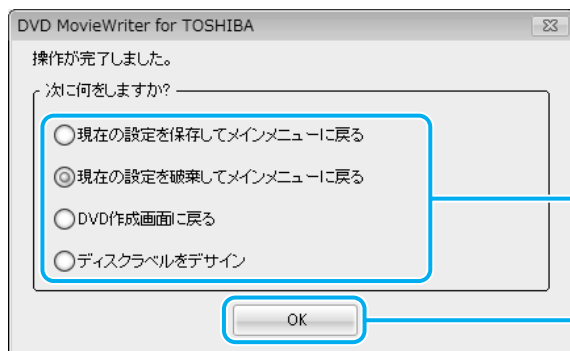 DVD MovieWriter for TOSHIBA
操作が完了しました。
次に何をしますか?
現在の設定を保存してメインメニューに戻る
現在の設定を破棄してメインメニューに戻る
DVD作成画面に戻る
ディスクラベルをデザイン
OK